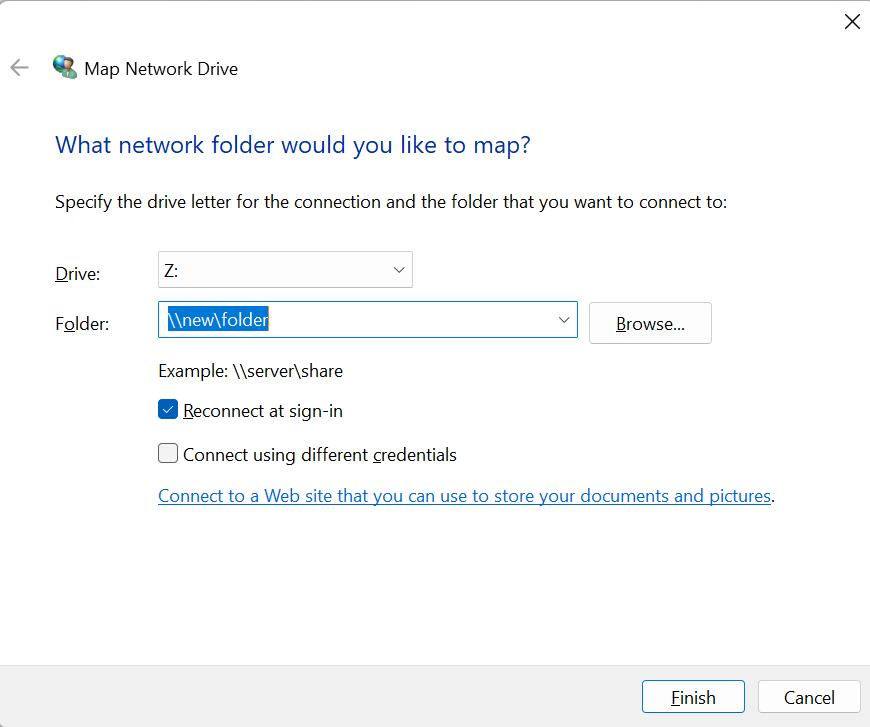 Map Network Drive
What network folder would you like to map?
Specify the drive letter for the connection and the folder that you want to connect to:
Drive: Z:
Folder: \\new\folder Browse...
Example: \\server\share
Reconnect at sign-in
Connect using different credentials
Connect to a Web site that you can use to store your documents and pictures.
Finish Cancel